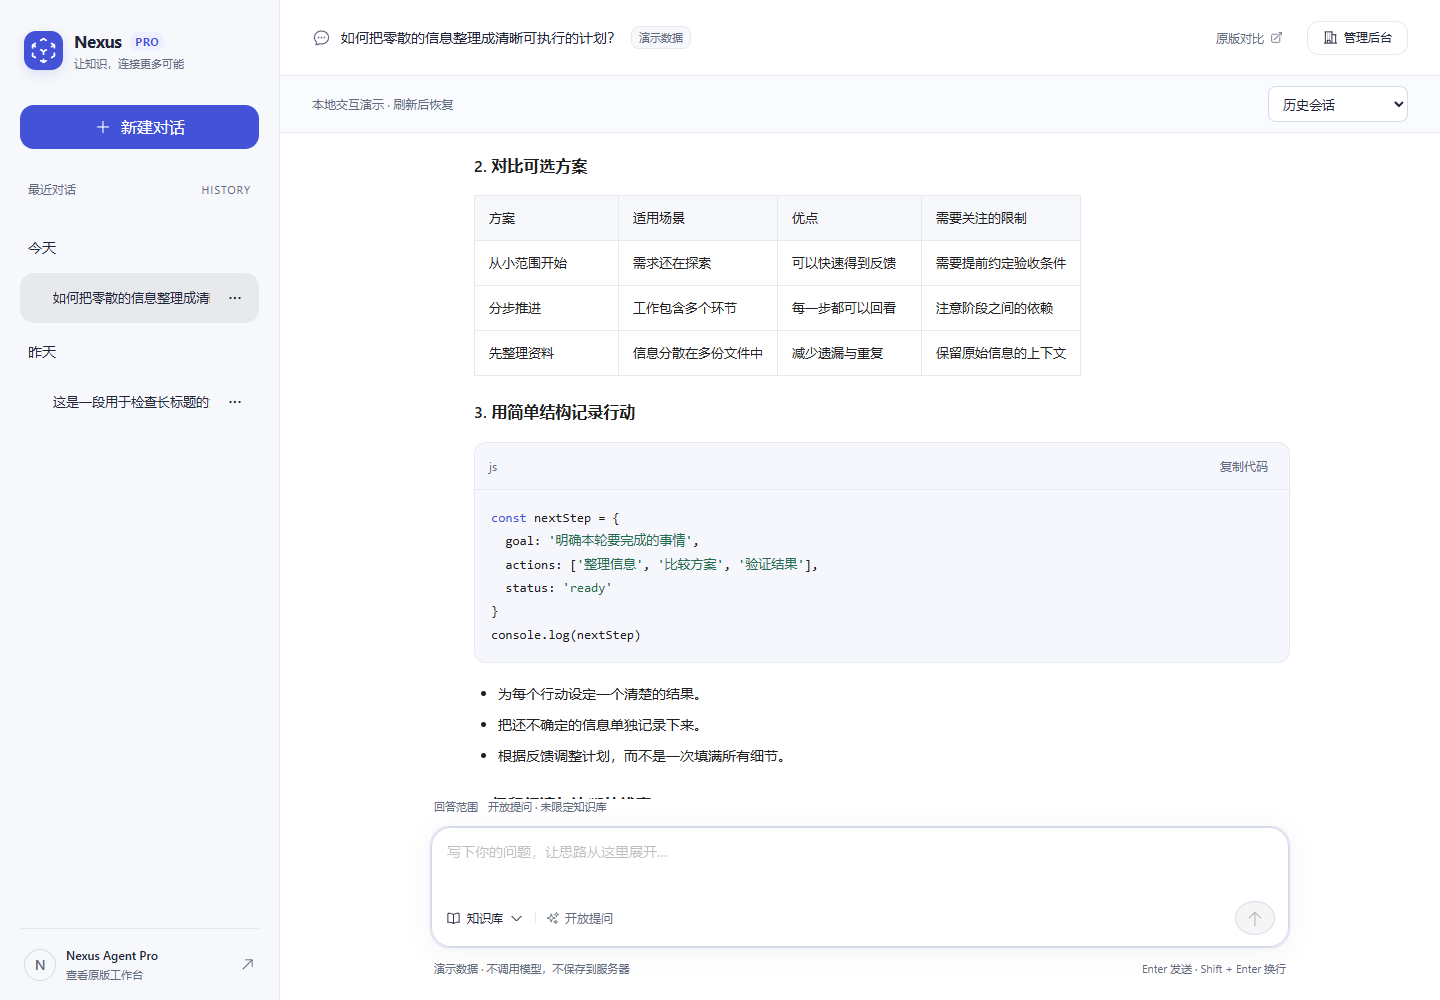 Nexus PRO
让知识，连接更多可能
新建对话
最近对话 HISTORY
今天
如何把零散的信息整理成清
昨天
这是一段用于检查长标题的
N
Nexus Agent Pro
查看原版工作台
如何把零散的信息整理成清晰可执行的计划？ 演示数据
原版对比 管理后台
本地交互演示 · 刷新后恢复
历史会话
2. 对比可选方案
方案 适用场景 优点 需要关注的限制
从小范围开始 需求还在探索 可以快速得到反馈 需要提前约定验收条件
分步推进 工作包含多个环节 每一步都可以回看 注意阶段之间的依赖
先整理资料 信息分散在多份文件中 减少遗漏与重复 保留原始信息的上下文
3. 用简单结构记录行动
js 复制代码
const nextStep = {
goal: '明确本轮要完成的事情',
actions: ['整理信息', '比较方案', '验证结果'],
status: 'ready'
}
console.log(nextStep)
• 为每个行动设定一个清楚的结果。
• 把还不确定的信息单独记录下来。
• 根据反馈调整计划，而不是一次填满所有细节。
回答范围 开放提问 · 未限定知识库
写下你的问题，让思路从这里展开...
知识库 开放提问
演示数据 · 不调用模型，不保存到服务器
Enter 发送 · Shift + Enter 换行